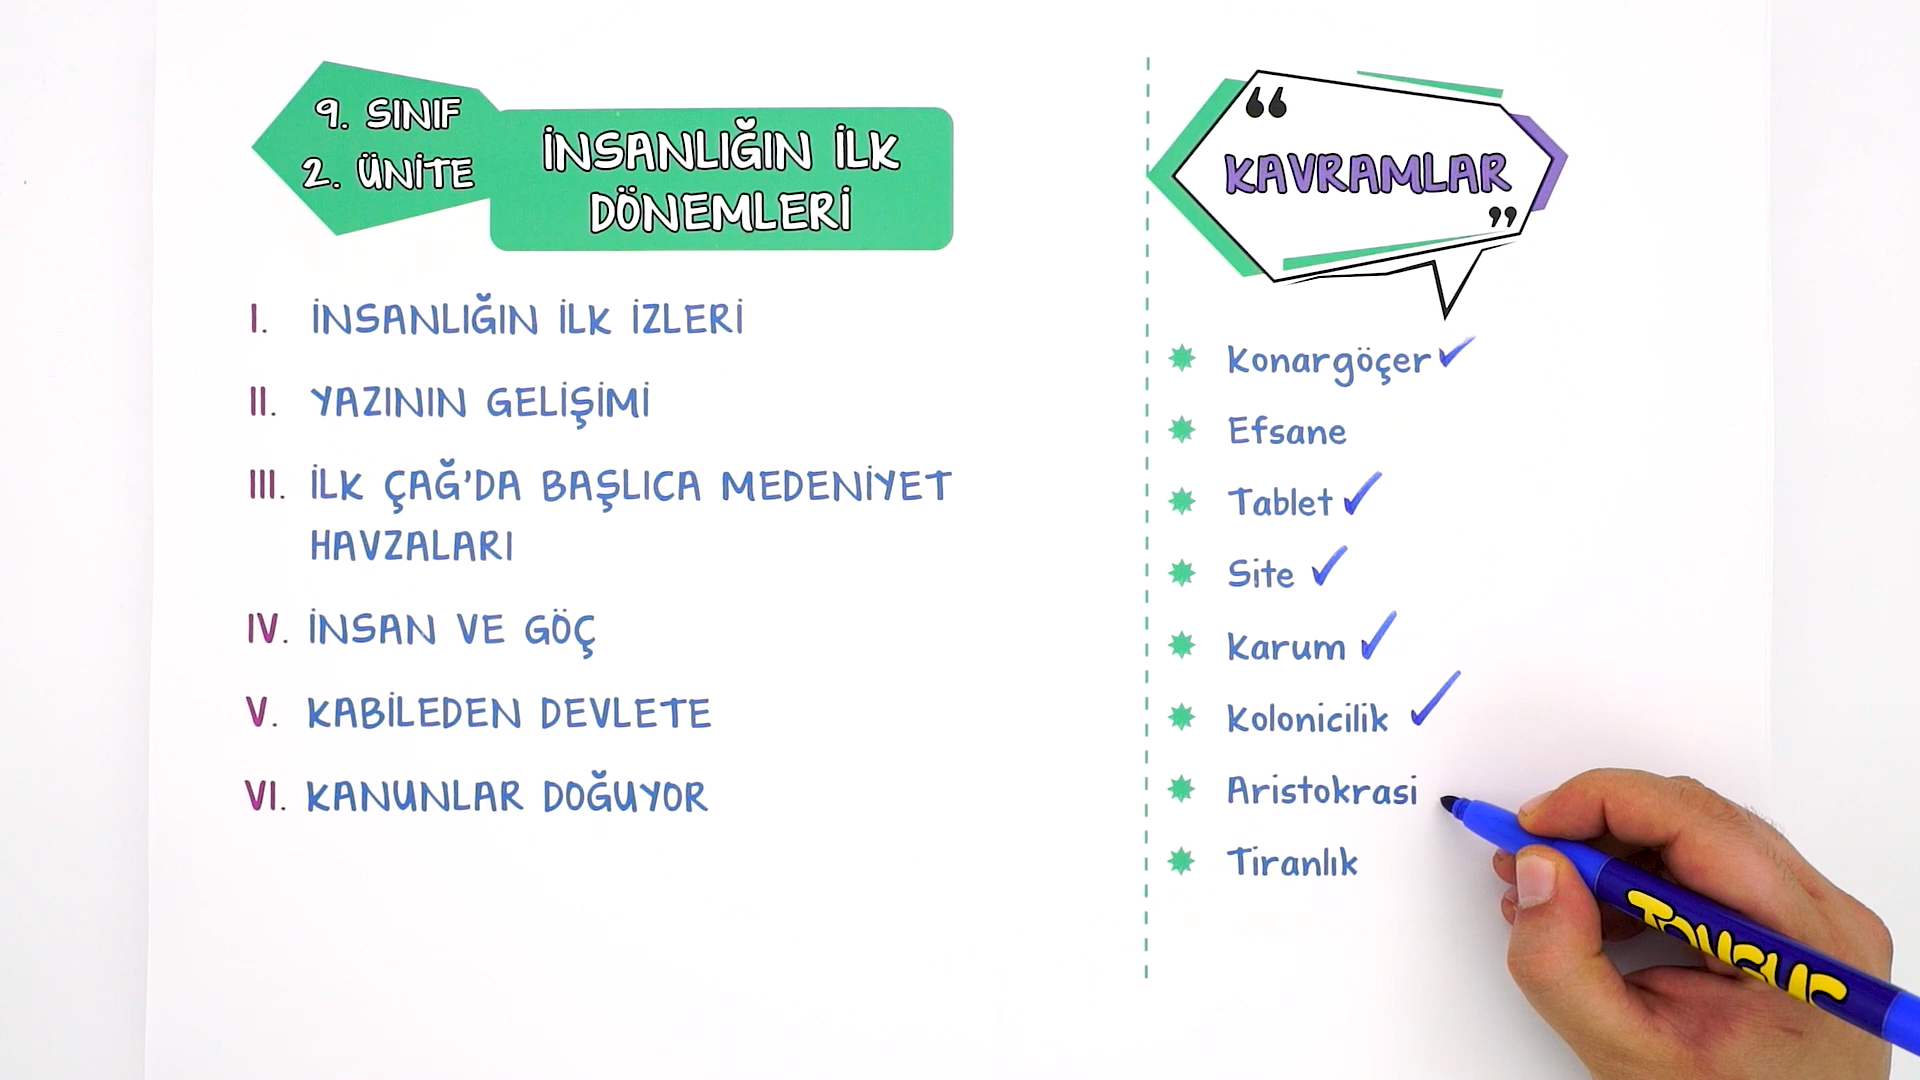 9. SINIF
2. ÜNİTE
İNSANLIĞIN İLK
DÖNEMLERİ
I. İNSANLIĞIN İLK İZLERİ
II. YAZININ GELİŞİMİ
III. İLK ÇAĞ'DA BAŞLICA MEDENİYET
HAVZALARI
IV. İNSAN VE GÖÇ
V. KABİLEDEN DEVLETE
VI. KANUNLAR DOĞUYOR
“
KAVRAMLAR
”
Konargöçer
Efsane
Tablet
Site
Karum
Kolonicilik
Aristokrasi
Tiranlık
TONGUÇ